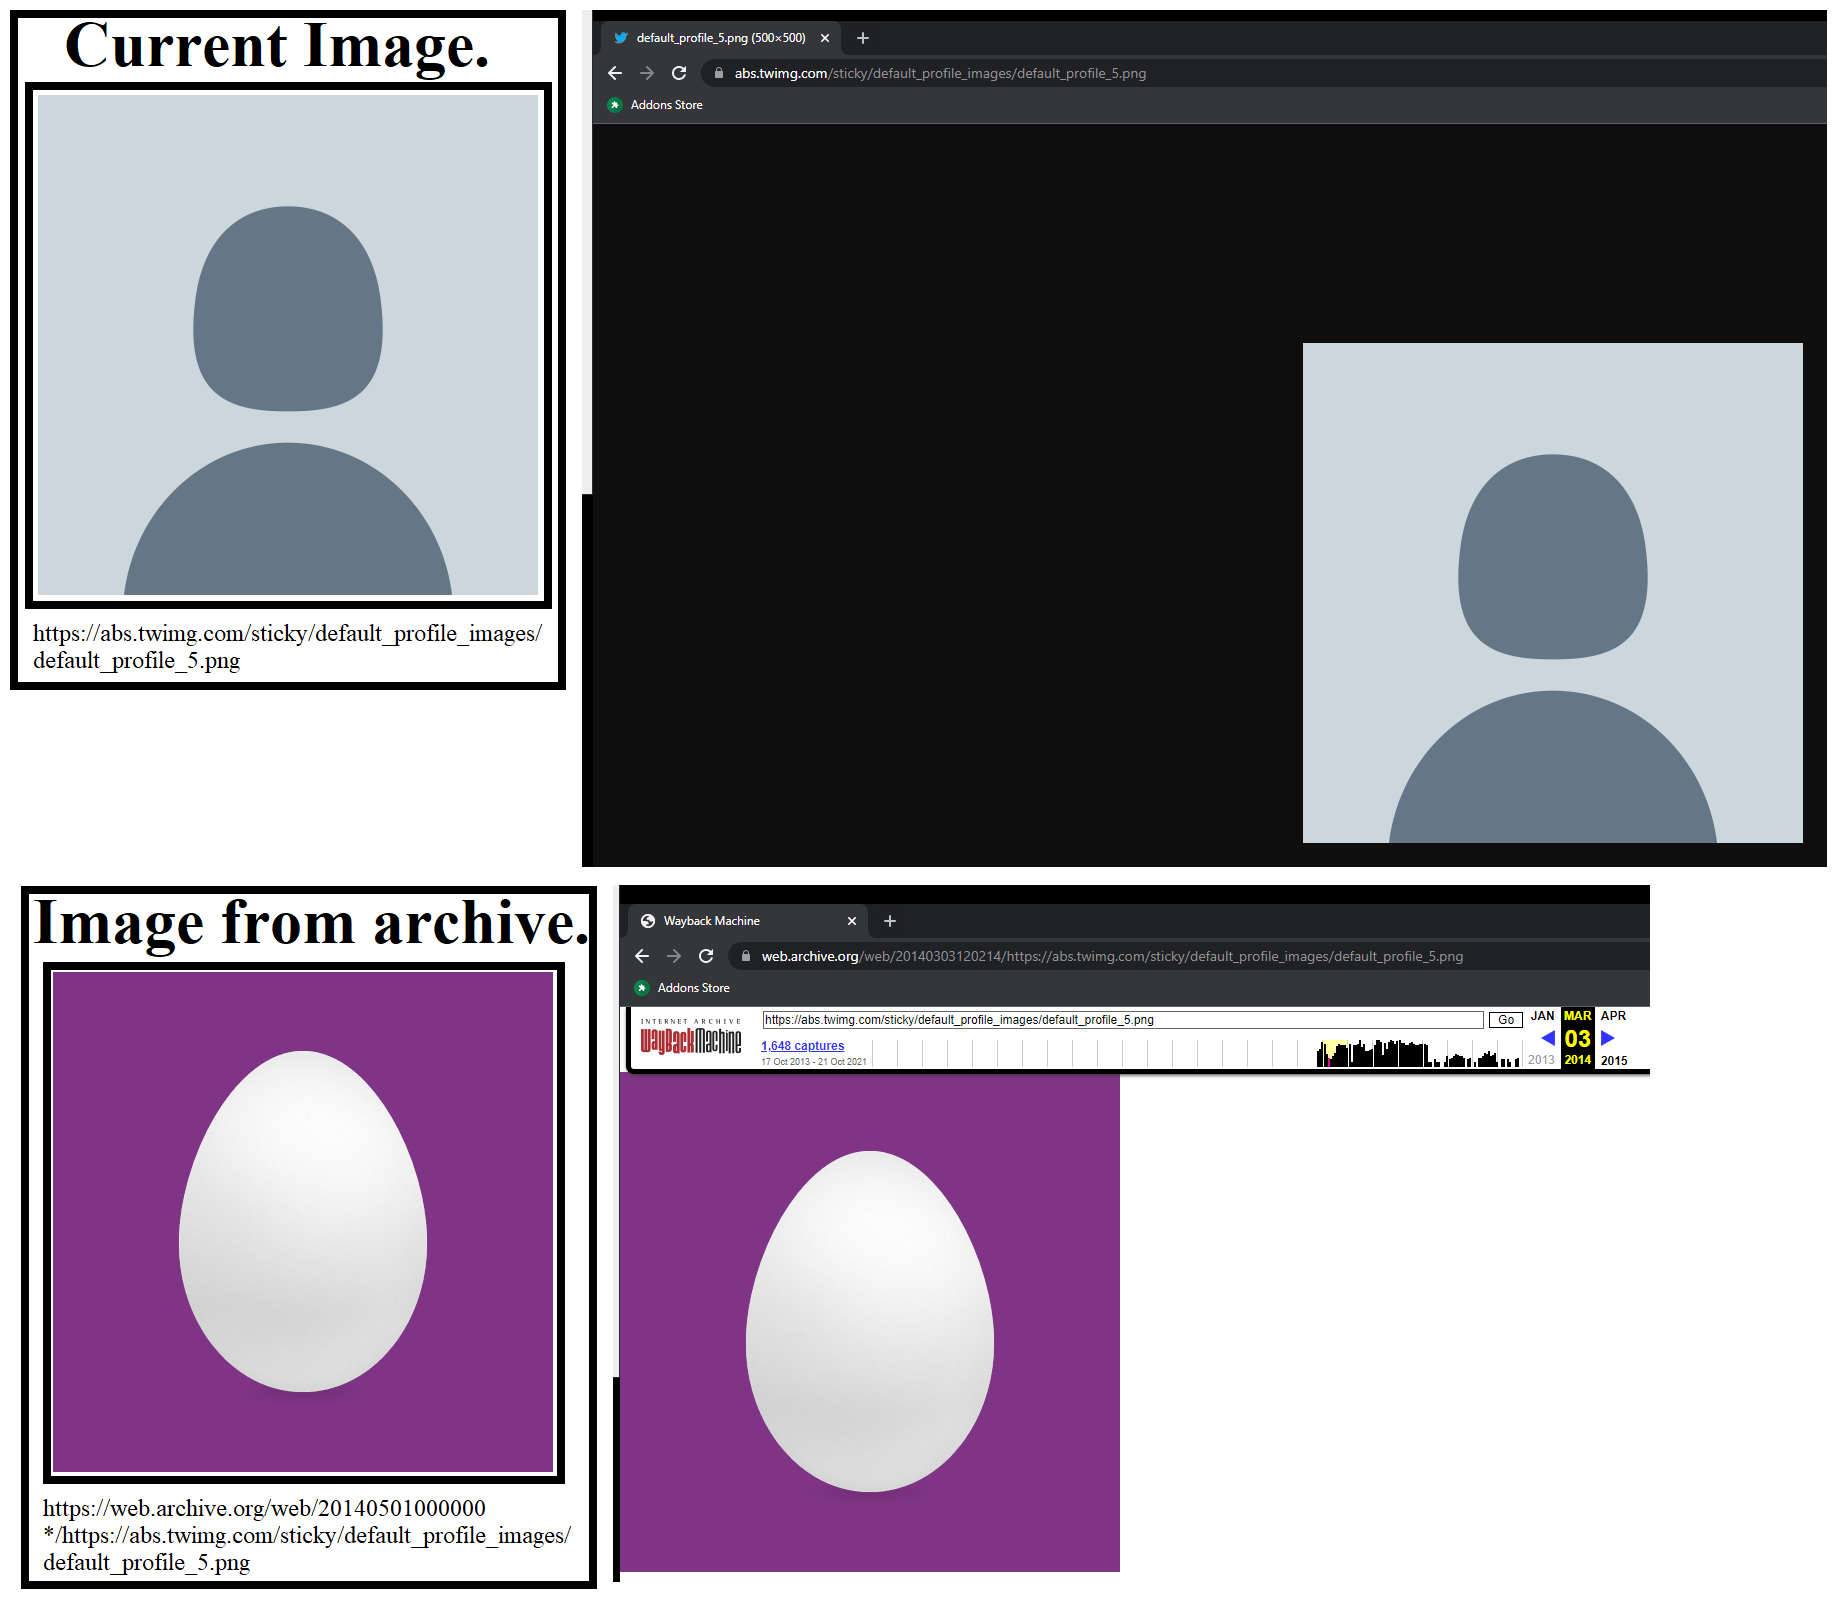 Current Image.
https://abs.twimg.com/sticky/default_profile_images/
default_profile_5.png
default_profile_5.png (500×500)
abs.twimg.com/sticky/default_profile_images/default_profile_5.png
Addons Store
Image from archive.
https://web.archive.org/web/20140501000000
*/https://abs.twimg.com/sticky/default_profile_images/
default_profile_5.png
Wayback Machine
web.archive.org/web/20140303120214/https://abs.twimg.com/sticky/default_profile_images/default_profile_5.png
Addons Store
INTERNET ARCHIVE
WayBackMachine
https://abs.twimg.com/sticky/default_profile_images/default_profile_5.png
Go
1,648 captures
17 Oct 2013 - 21 Oct 2021
JAN MAR APR
03
2013 2014 2015